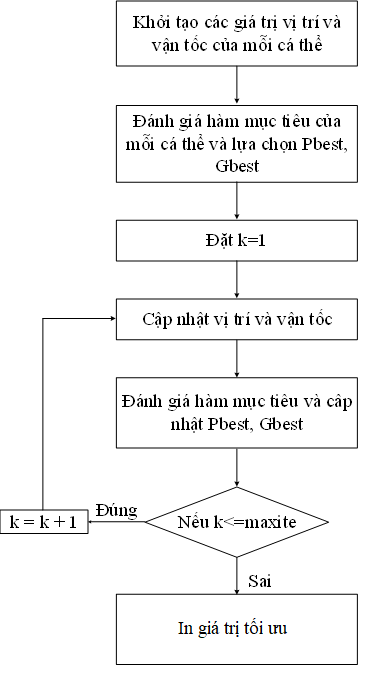 Khởi tạo các giá trị vị trí và
vận tốc của mỗi cá thể
Đánh giá hàm mục tiêu của
mỗi cá thể và lựa chọn Pbest,
Gbest
Đặt k=1
Cập nhật vị trí và vận tốc
Đánh giá hàm mục tiêu và câp
nhật Pbest, Gbest
Nếu k<=maxite
Đúng
k = k + 1
Sai
In giá trị tối ưu